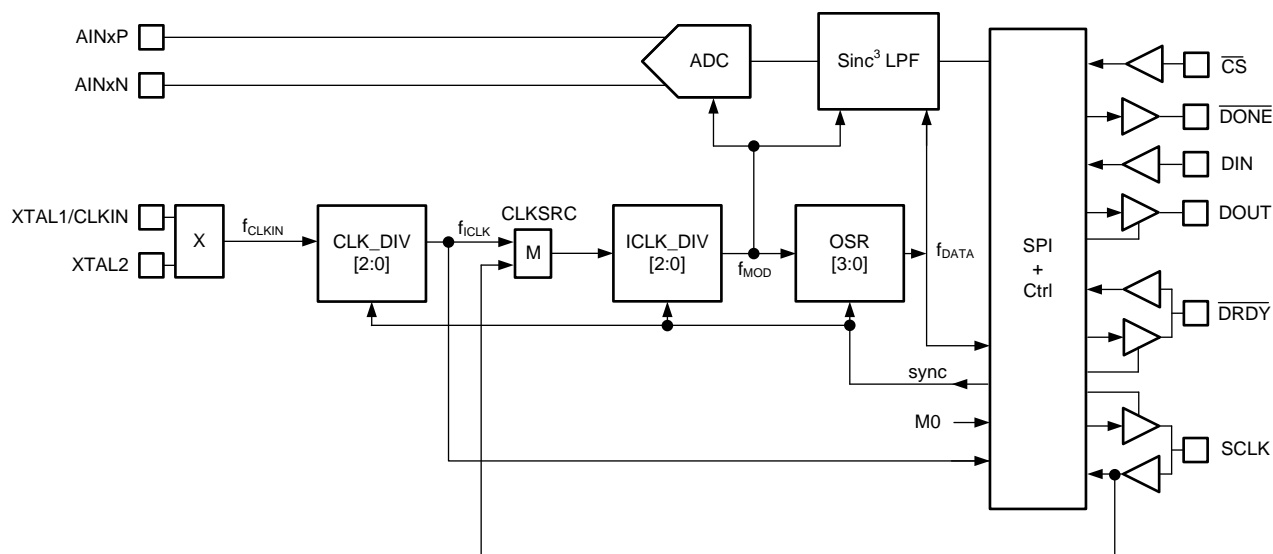 AINxP
AINxN
ADC
Sinc³ LPF
CS
DONE
DIN
DOUT
DRDY
SCLK
XTAL1/CLKIN
XTAL2
X
fCLKIN
CLK_DIV
[2:0]
fICLK
CLKSRC
M
ICLK_DIV
[2:0]
fMOD
OSR
[3:0]
fDATA
SPI
+
Ctrl
sync
M0